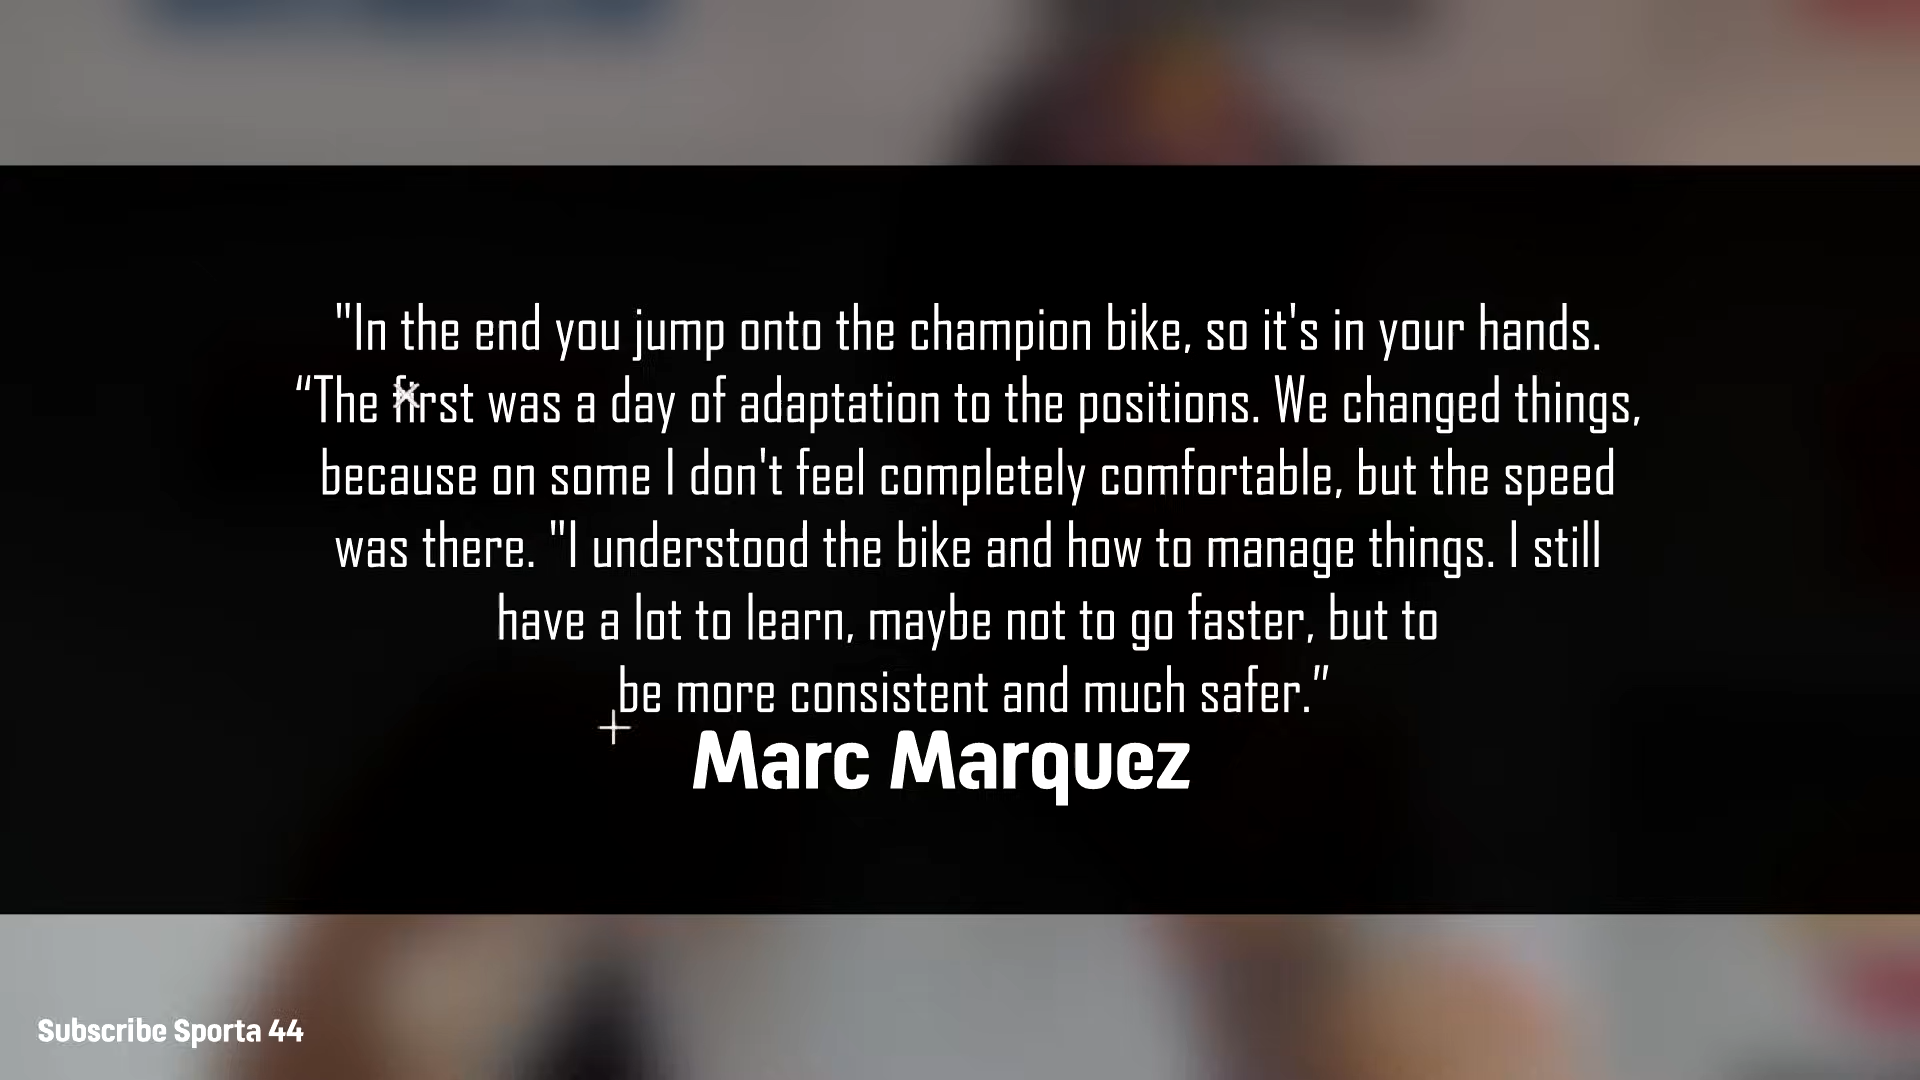 "In the end you jump onto the champion bike, so it's in your hands.
“The first was a day of adaptation to the positions. We changed things,
because on some I don't feel completely comfortable, but the speed
was there. "I understood the bike and how to manage things. I still
have a lot to learn, maybe not to go faster, but to
be more consistent and much safer.”
Marc Marquez
Subscribe Sporta 44